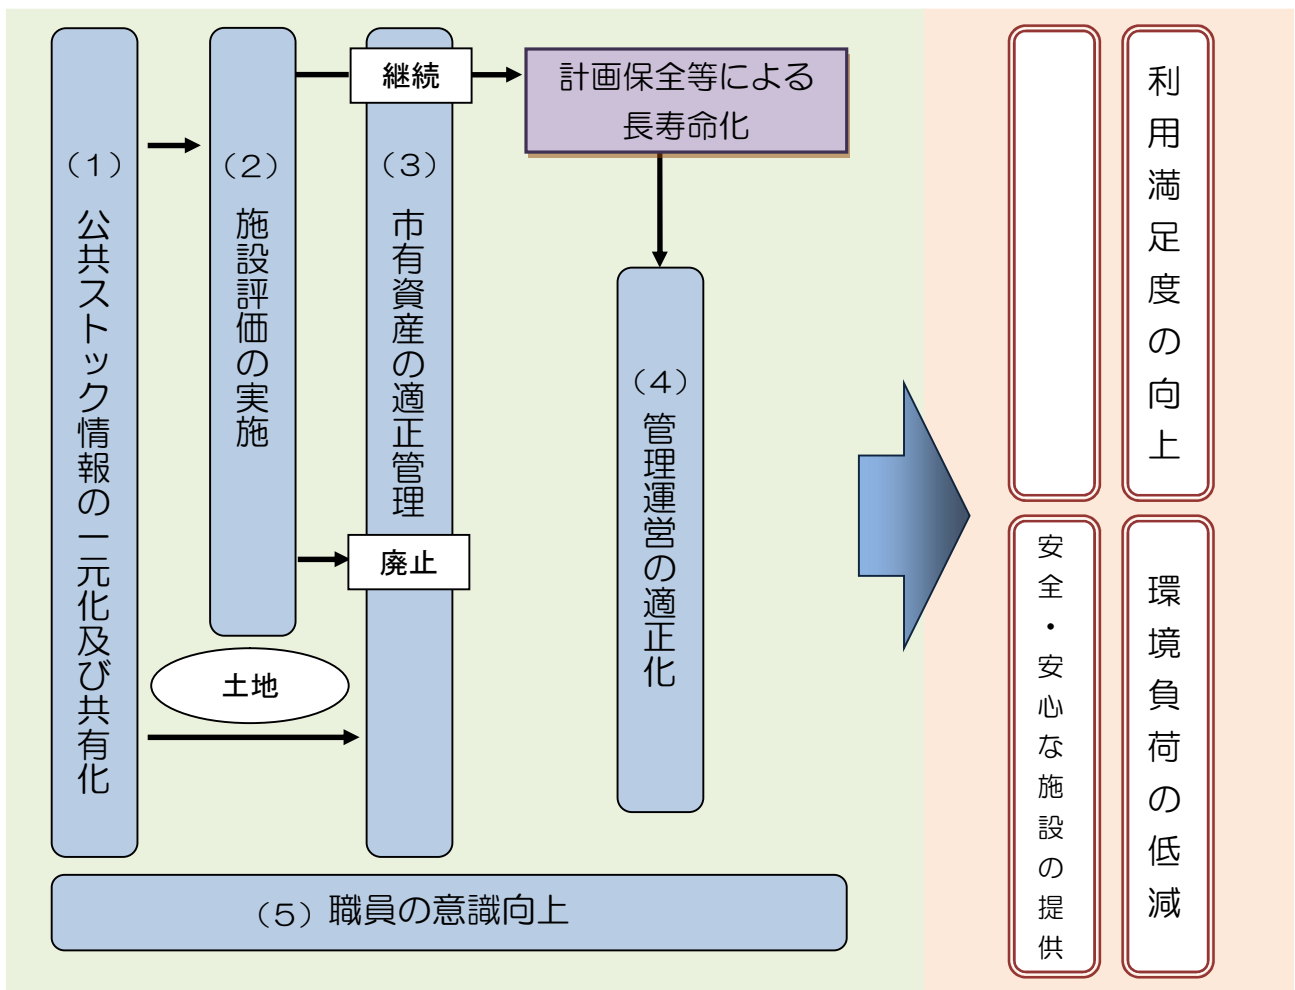 （1）公共ストック情報の一元化及び共有化
（2）施設評価の実施
（3）市有資産の適正管理
継続
廃止
土地
計画保全等による
長寿命化
（4）管理運営の適正化
（5）職員の意識向上
利用満足度の向上
安全・安心な施設の提供
環境負荷の低減